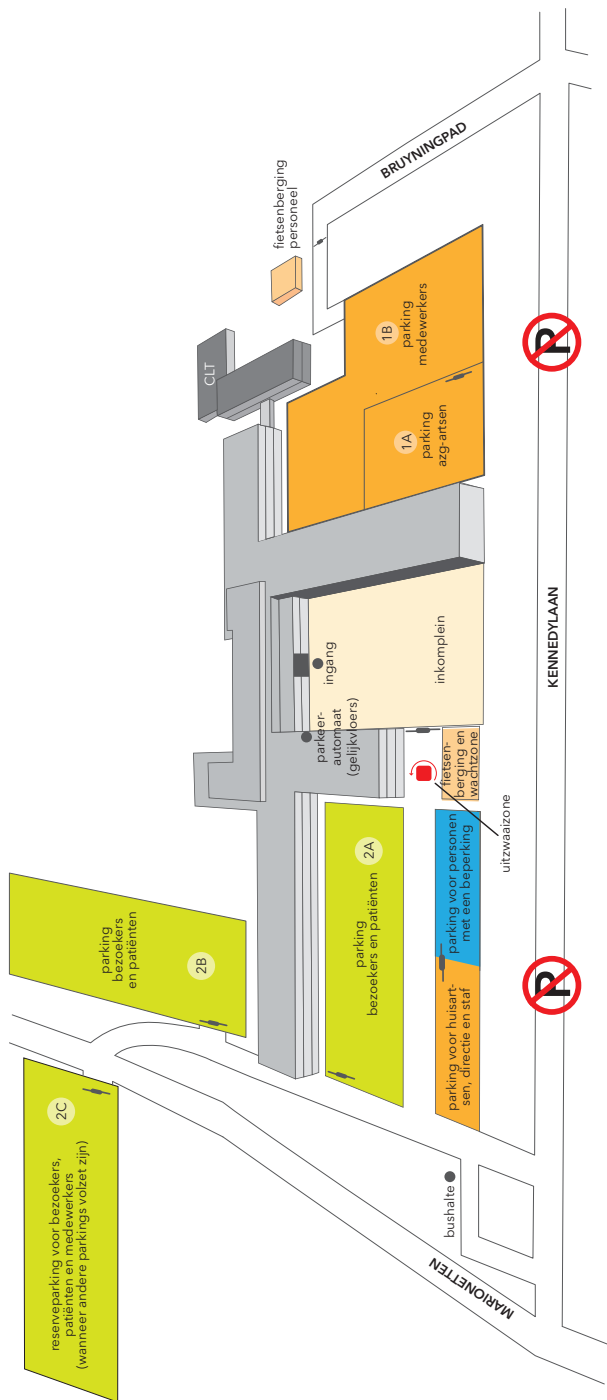 reserveparking voor bezoekers,
patiënten en medewerkers
(wanneer andere parkings volzet zijn)
2C
parking
bezoekers
en patiënten
2B
parking
bezoekers en patiënten
2A
parking voor huisart-
sen, directie en staf
parking voor personen
met een beperking
fietsen-
berging en
wachtzone
uitzwaaizone
bushalte
MARIONETTEN
parkeer-
automaat
(gelijkvloers)
ingang
inkomplein
CLT
fietsenberging
personeel
1A
parking
azg-artsen
1B
parking
medewerkers
BRUYNINGPAD
KENNEDYLAAN
P
P